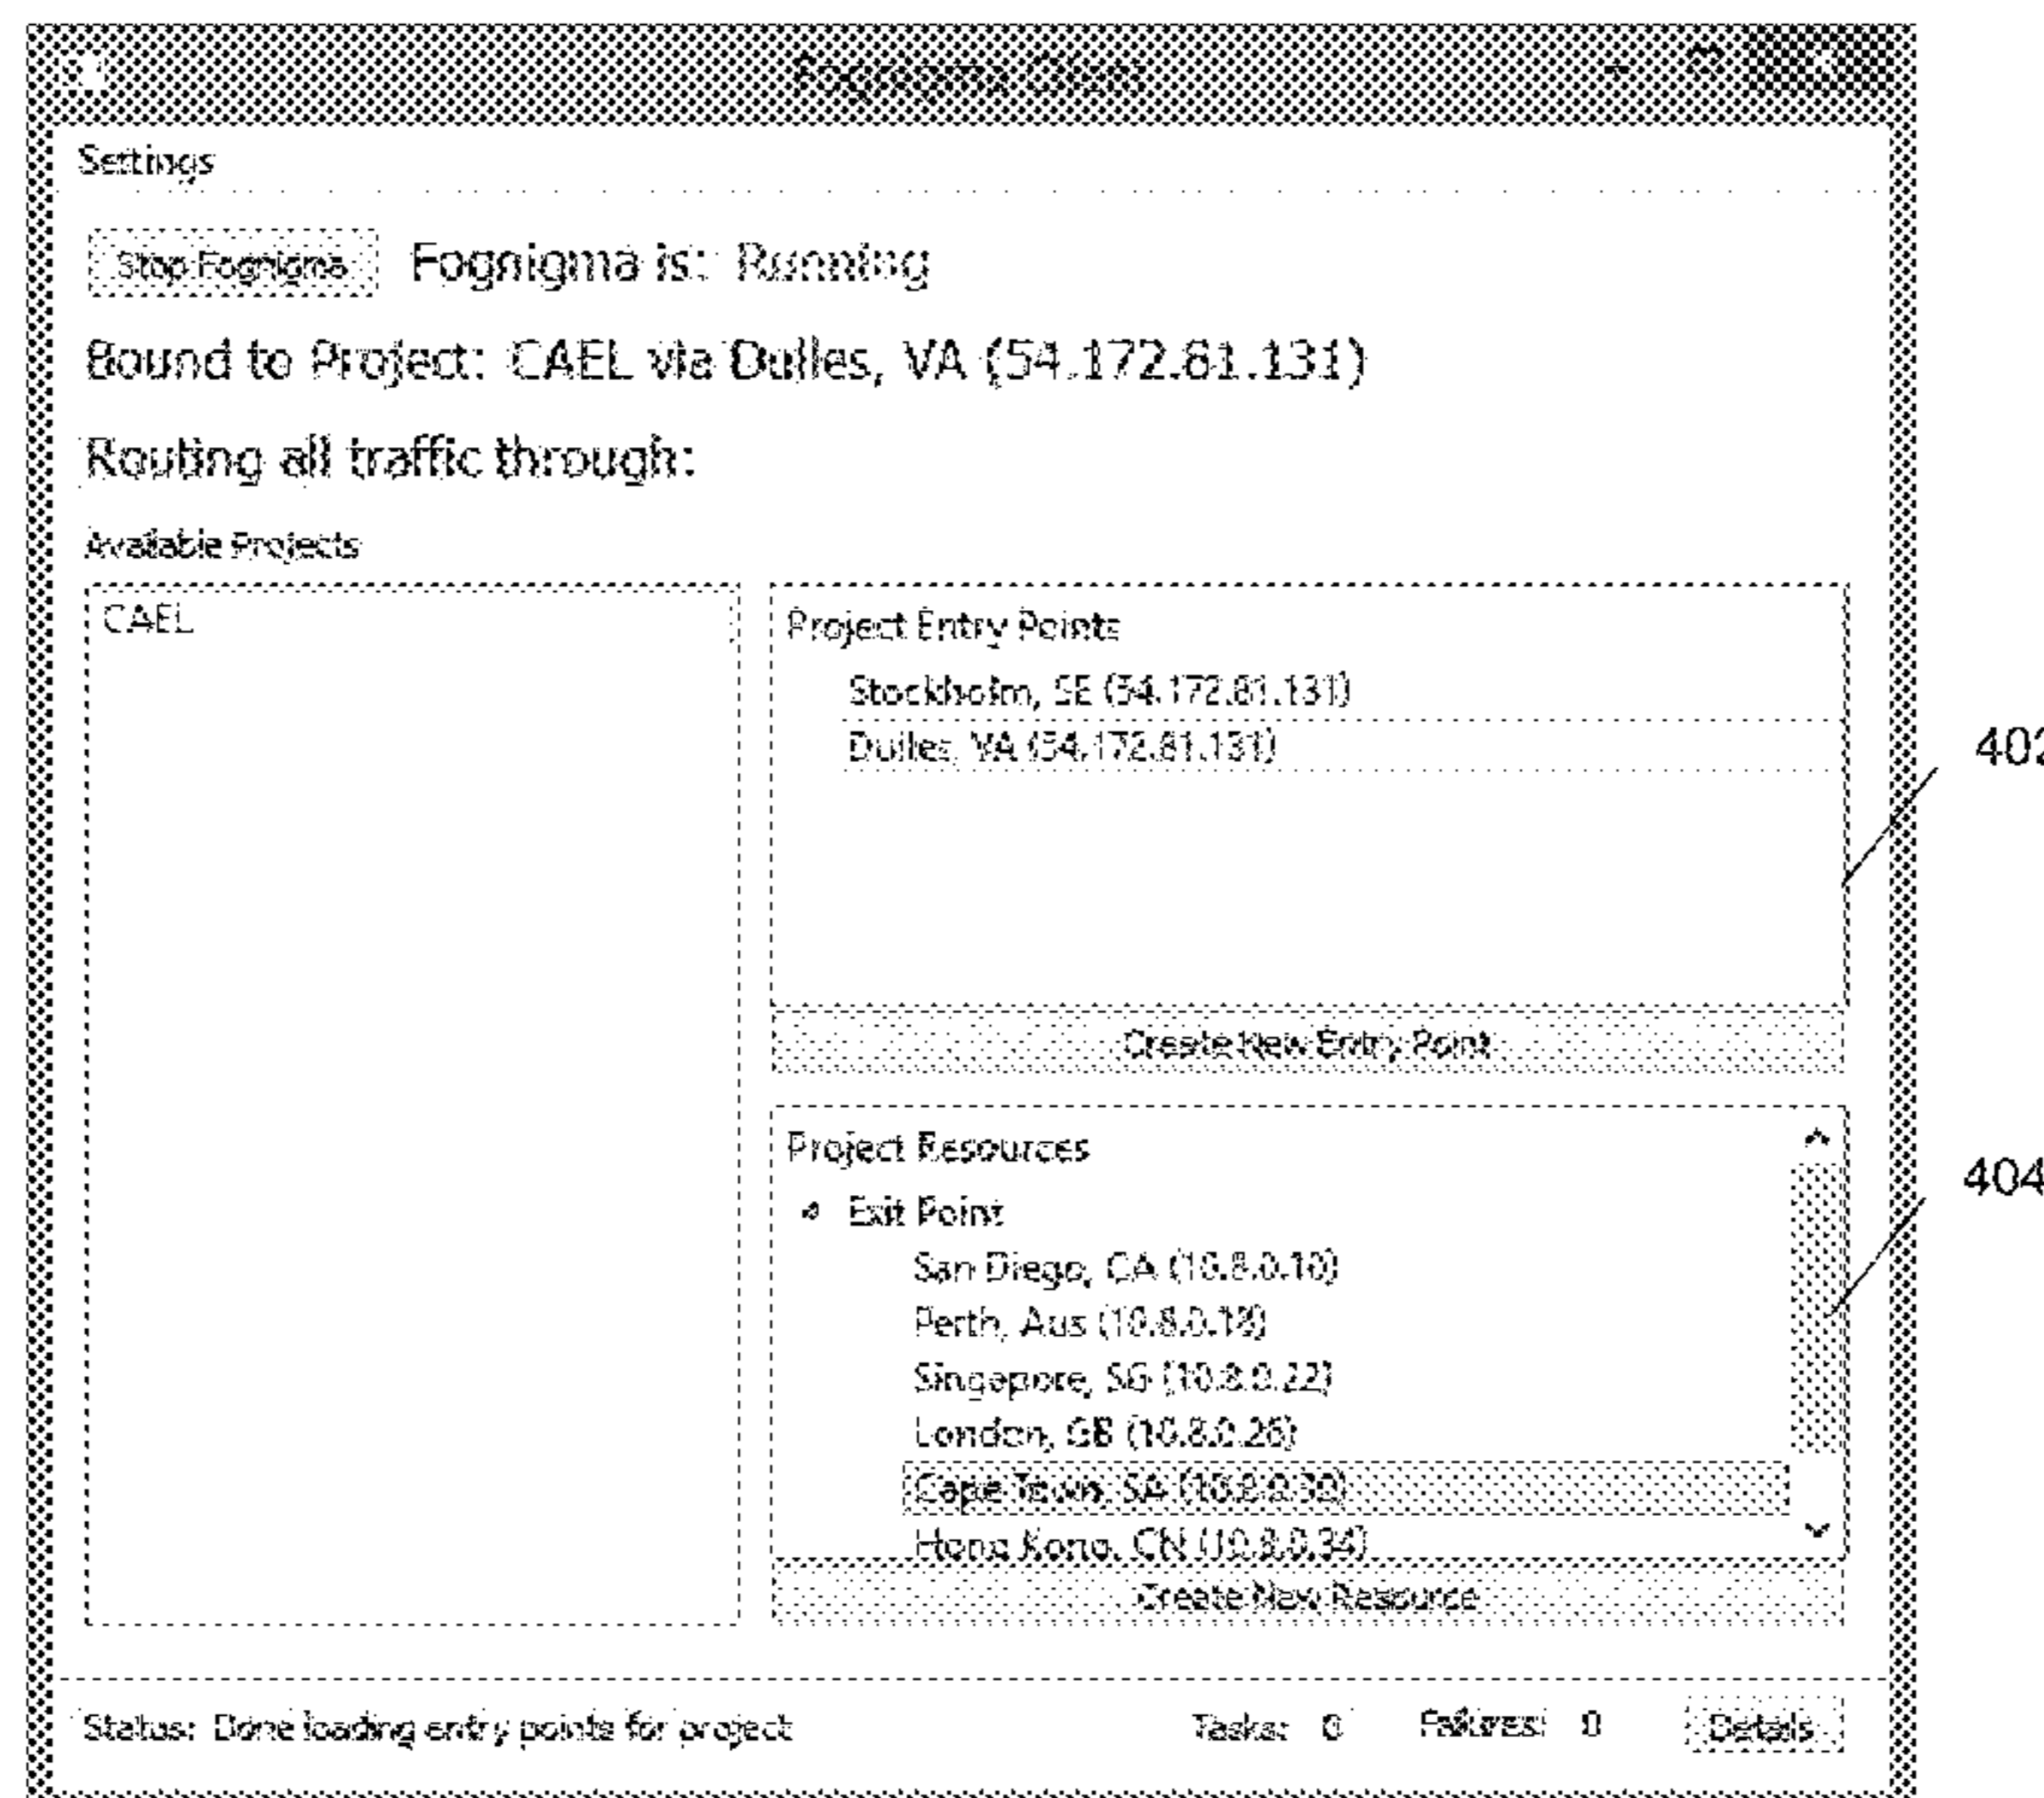 Fognigma Client
Settings
Stop Fognigma Fognigma is: Running
Bound to Project: CAEL via Dulles, VA (54.172.81.131)
Routing all traffic through:
Available Projects
CAEL
Project Entry Points
Stockholm, SE (54.172.81.131)
Dulles, VA (54.172.81.131)
402
Create New Entry Point
Project Resources
404
Exit Point
San Diego, CA (10.8.0.10)
Perth, Aus (10.8.0.18)
Singapore, SG (10.8.0.22)
London, GB (10.8.0.26)
Cape Town, SA (10.8.0.30)
Hong Kong, CN (10.8.0.34)
Create New Resource
Status: Done loading entry points for project Tasks: 0 Failures: 0 Details